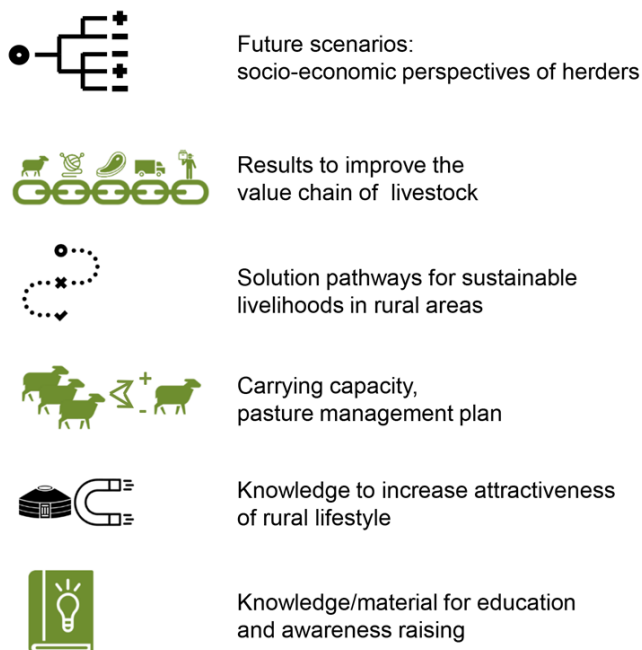 Future scenarios:
socio-economic perspectives of herders
Results to improve the
value chain of livestock
Solution pathways for sustainable
livelihoods in rural areas
Carrying capacity,
pasture management plan
Knowledge to increase attractiveness
of rural lifestyle
Knowledge/material for education
and awareness raising